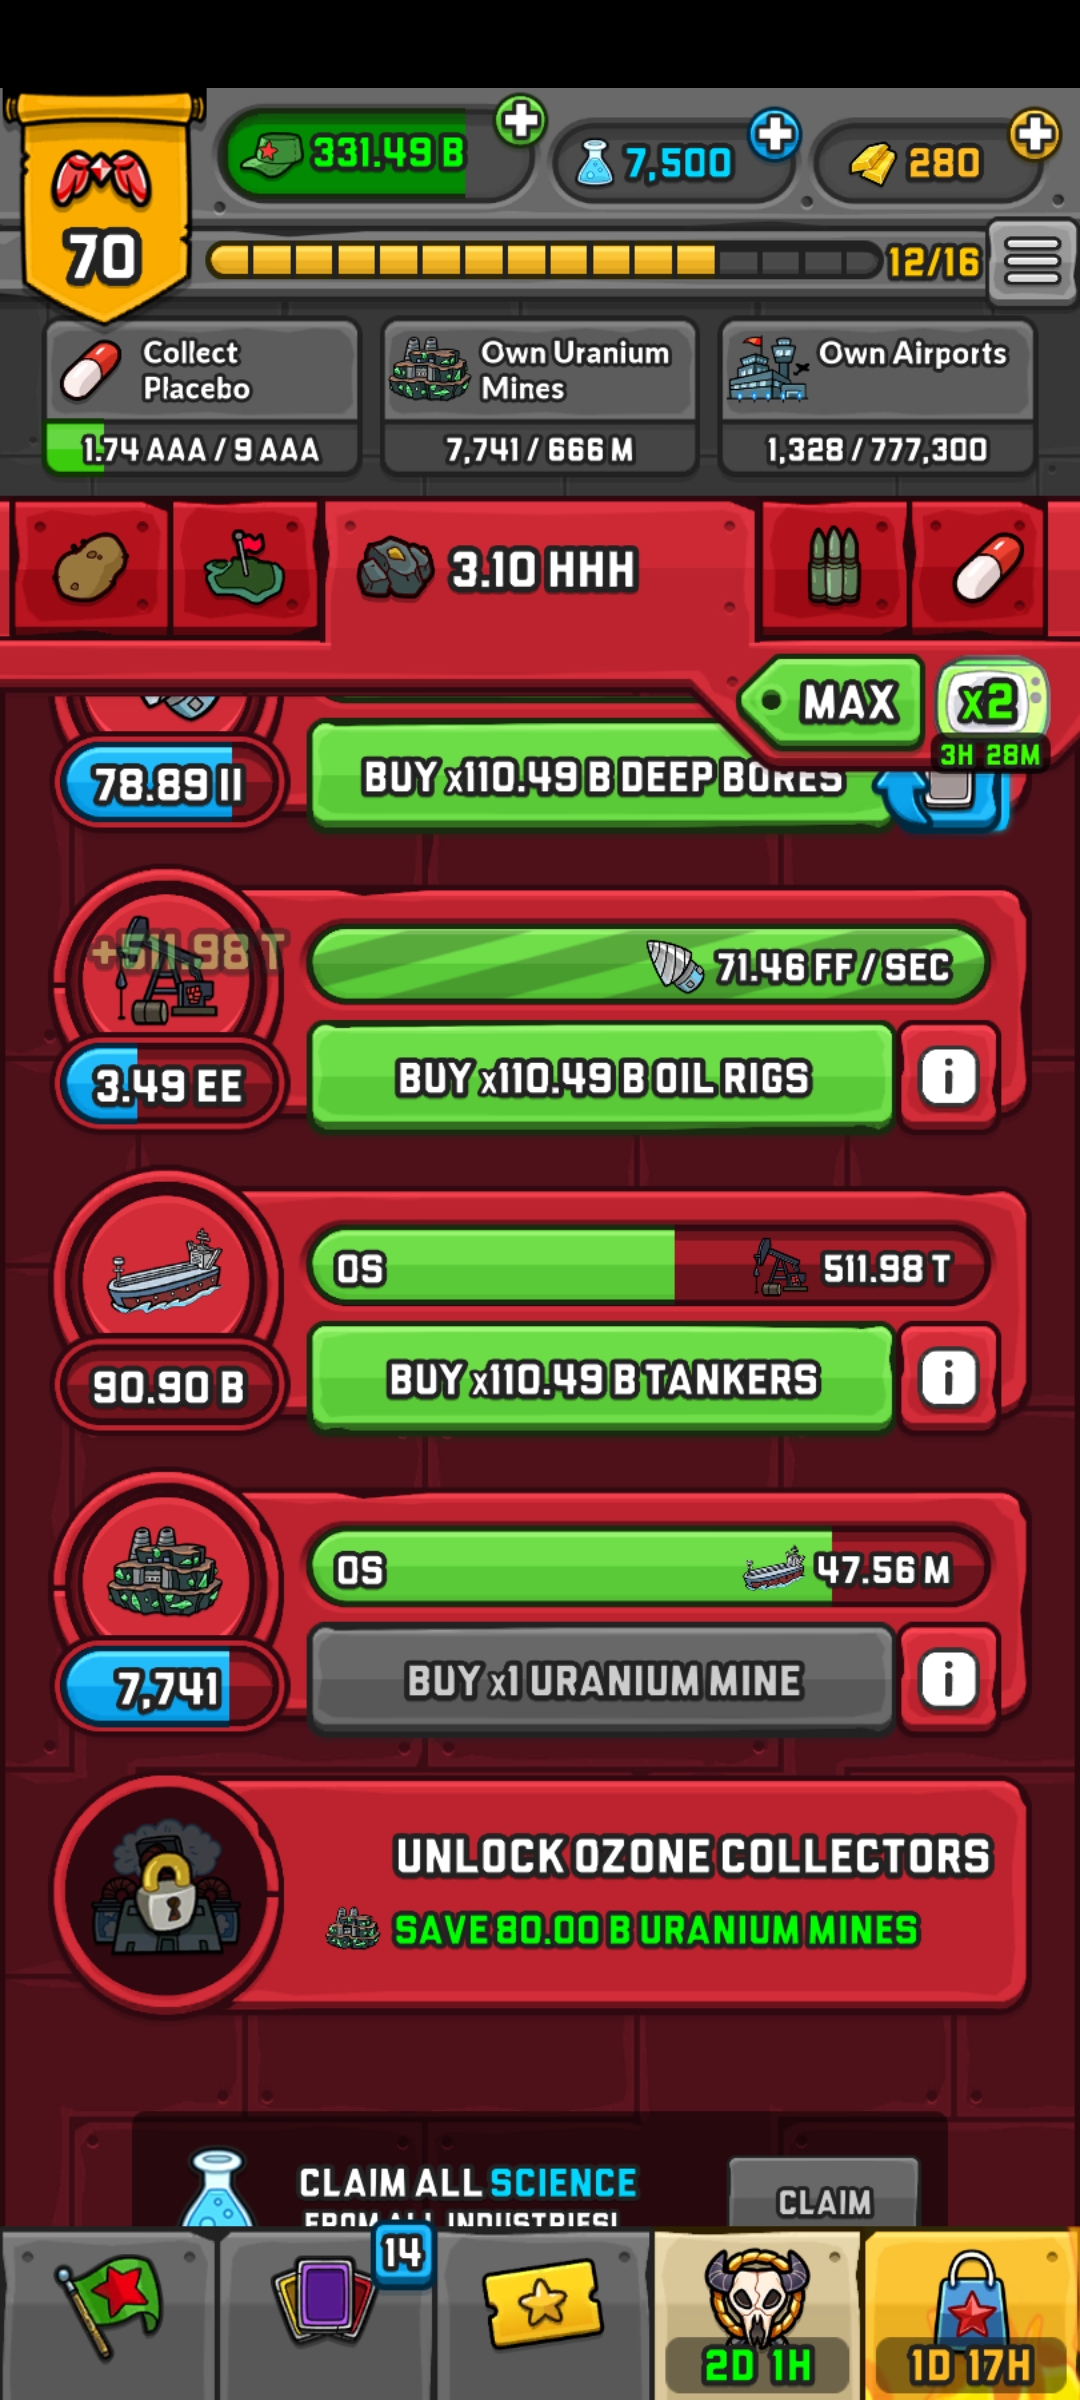 331.49 B
7,500
280
70
12/16
Collect
Placebo
Own Uranium
Mines
Own Airports
1.74 AAA / 9 AAA
7,741 / 666 M
1,328 / 777,300
3.10 HHH
MAX
x2
3H 28M
78.89 II
BUY x110.49 B DEEP BORES
+511.98 T
71.46 FF / SEC
3.49 EE
BUY x110.49 B OIL RIGS
i
0S
511.98 T
90.90 B
BUY x110.49 B TANKERS
i
0S
47.56 M
7,741
BUY x1 URANIUM MINE
i
UNLOCK OZONE COLLECTORS
SAVE 80.00 B URANIUM MINES
CLAIM ALL SCIENCE
FROM ALL INDUSTRIES!
CLAIM
14
2D 1H
1D 17H